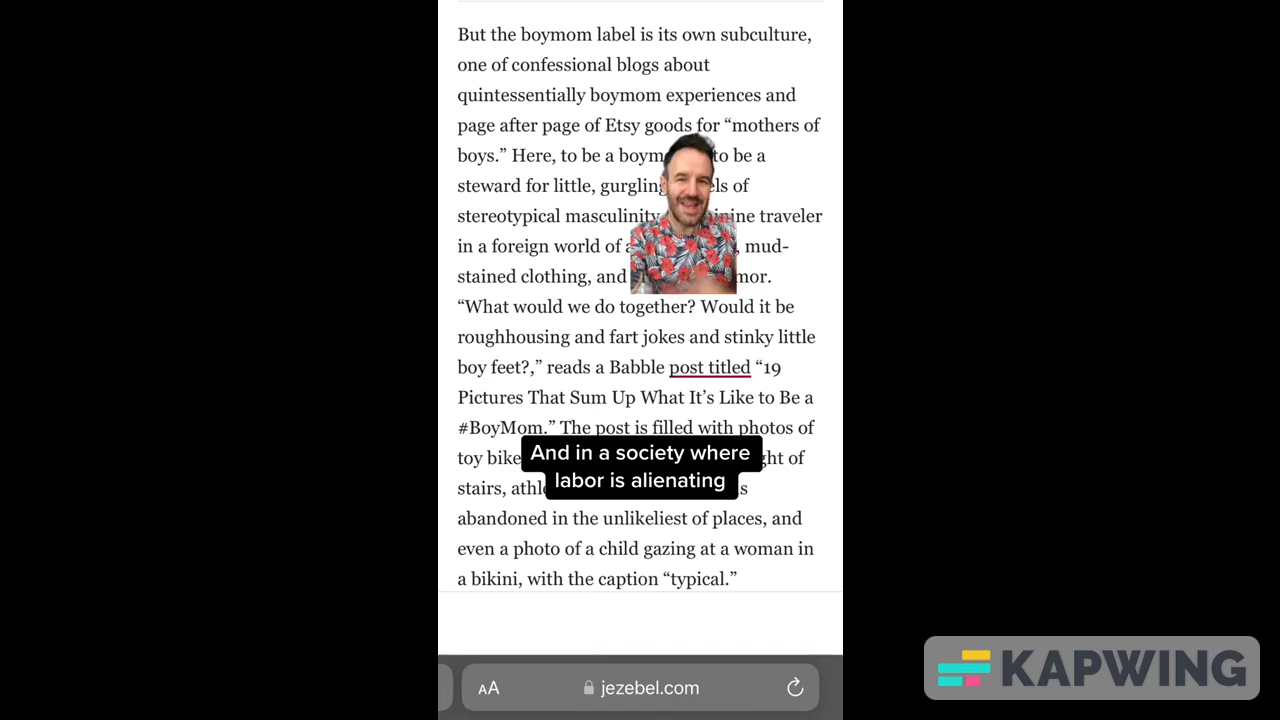 But the boymom label is its own subculture,
one of confessional blogs about
quintessentially boymom experiences and
page after page of Etsy goods for “mothers of
boys.” Here, to be a to be a
steward for little,
stereotypical masculinity traveler
in a foreign world of mud-
stained clothing, and
“What would we do together? Would it be
roughhousing and fart jokes and stinky little
boy feet?,” reads a Babble post titled “19
Pictures That Sum Up What It’s Like to Be a
#BoyMom.” The post is filled with photos of
toy of
And in a society where
labor is alienating
stairs,
abandoned in the unlikeliest of places, and
even a photo of a child gazing at a woman in
a bikini, with the caption “typical.”
AA
jezebel.com
KAPWING